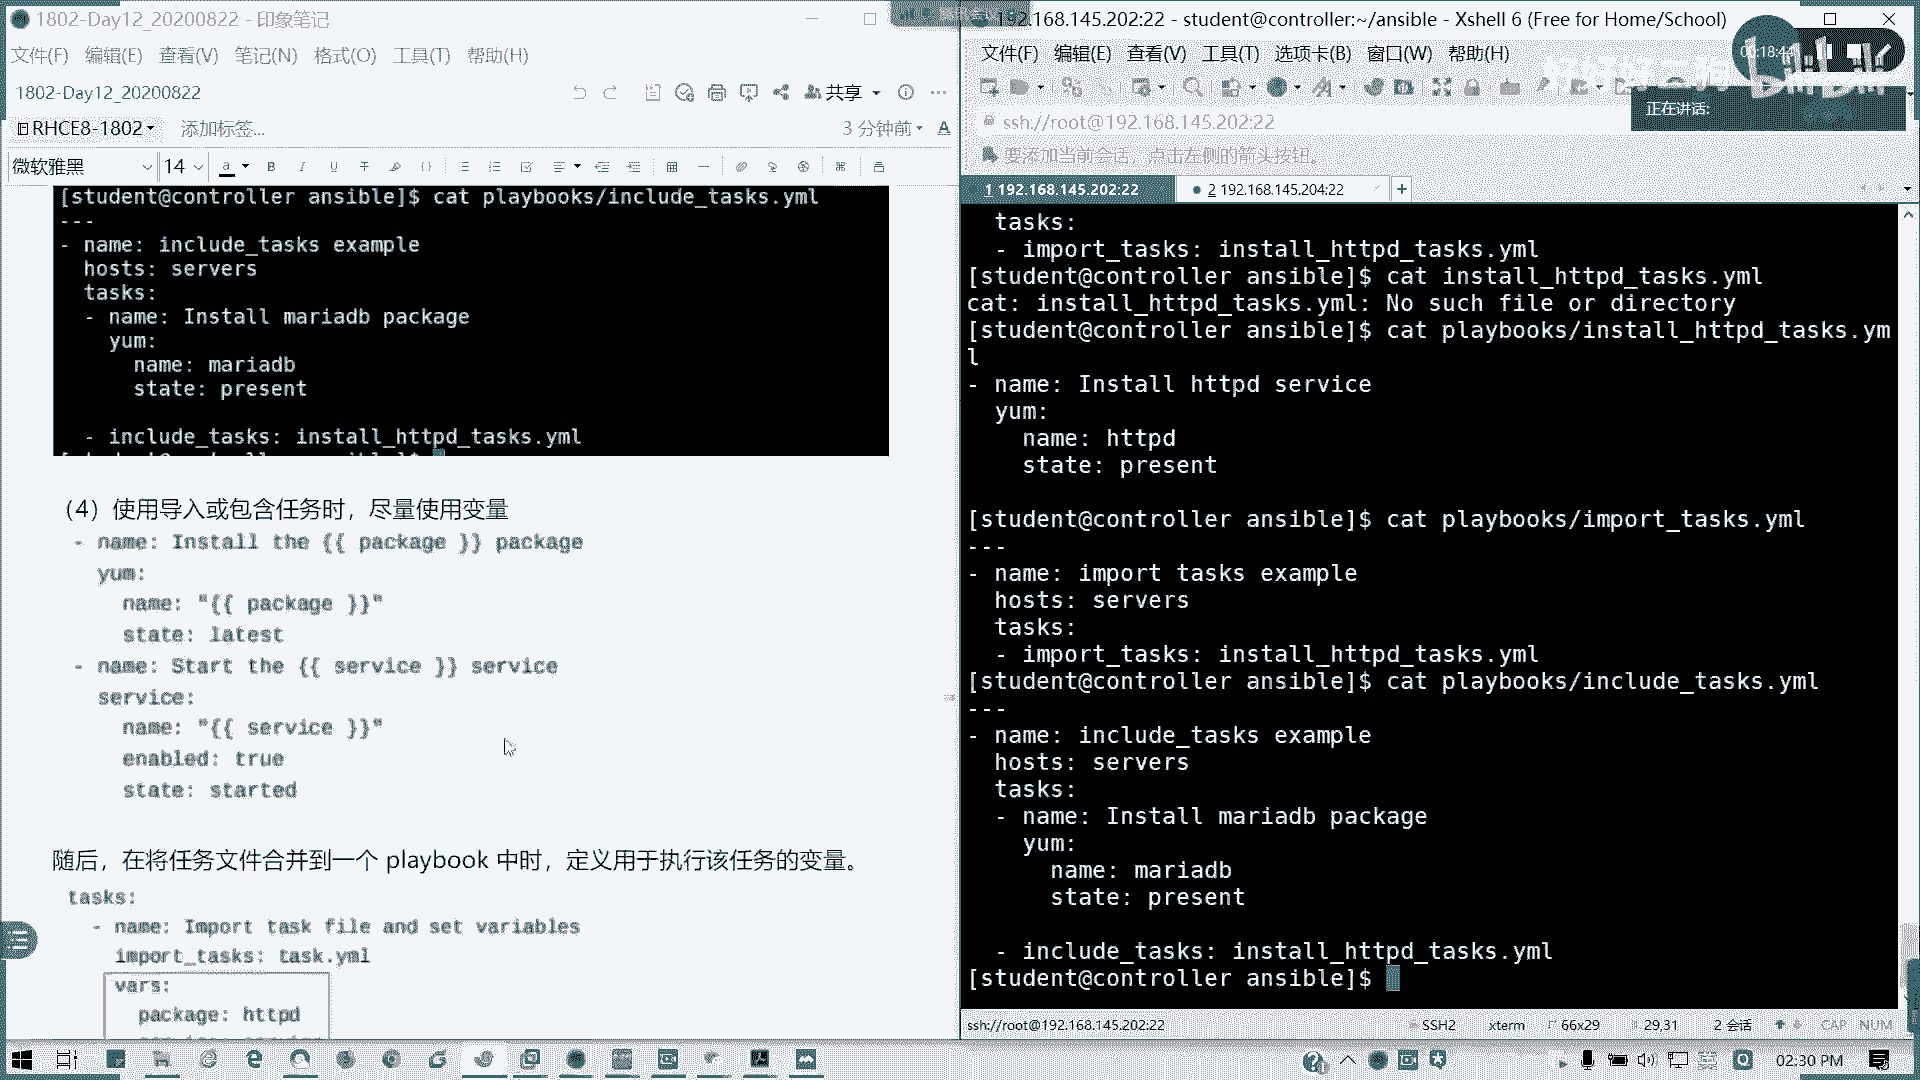 1802-Day12_20200822 - 印象笔记
文件(F) 编辑(E) 查看(V) 笔记(N) 格式(O) 工具(T) 帮助(H)
1802-Day12_20200822
共享
RHCE8-1802
添加标签...
3 分钟前
微软雅黑
14
[student@controller ansible]$ cat playbooks/include_tasks.yml
---
- name: include_tasks example
hosts: servers
tasks:
- name: Install mariadb package
yum:
name: mariadb
state: present
- include_tasks: install_httpd_tasks.yml
（4）使用导入或包含任务时，尽量使用变量
- name: Install the {{ package }} package
yum:
name: "{{ package }}"
state: latest
- name: Start the {{ service }} service
service:
name: "{{ service }}"
enabled: true
state: started
随后，在将任务文件合并到一个 playbook 中时，定义用于执行该任务的变量。
tasks:
- name: Import task file and set variables
import_tasks: task.yml
vars:
package: httpd
192.168.145.202:22 - student@controller:~/ansible - Xshell 6 (Free for Home/School)
文件(F) 编辑(E) 查看(V) 工具(T) 选项卡(B) 窗口(W) 帮助(H)
00:18:44
bilibili
正在讲话:
ssh://root@192.168.145.202:22
要添加当前会话，点击左侧的箭头按钮。
1 192.168.145.202:22
2 192.168.145.204:22
tasks:
- import_tasks: install_httpd_tasks.yml
[student@controller ansible]$ cat install_httpd_tasks.yml
cat: install_httpd_tasks.yml: No such file or directory
[student@controller ansible]$ cat playbooks/install_httpd_tasks.ym
l
- name: Install httpd service
yum:
name: httpd
state: present
[student@controller ansible]$ cat playbooks/import_tasks.yml
---
- name: import tasks example
hosts: servers
tasks:
- import_tasks: install_httpd_tasks.yml
[student@controller ansible]$ cat playbooks/include_tasks.yml
---
- name: include_tasks example
hosts: servers
tasks:
- name: Install mariadb package
yum:
name: mariadb
state: present
- include_tasks: install_httpd_tasks.yml
[student@controller ansible]$
ssh://root@192.168.145.202:22
SSH2
xterm
66x29
29,31
2 会话
CAP NUM
02:30 PM